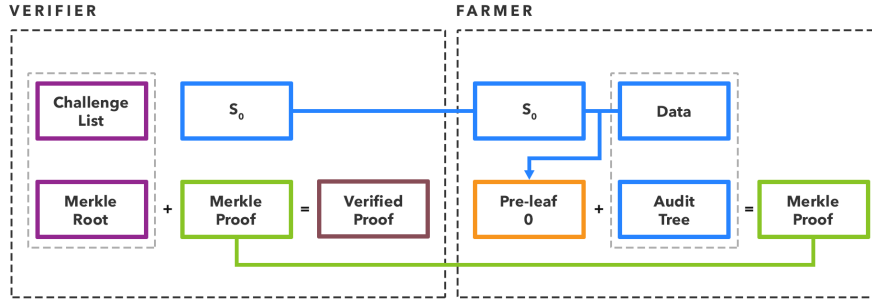 VERIFIER
FARMER
Challenge
List
S₀
S₀
Data
Merkle
Root
+
Merkle
Proof
=
Verified
Proof
Pre-leaf
0
+
Audit
Tree
=
Merkle
Proof